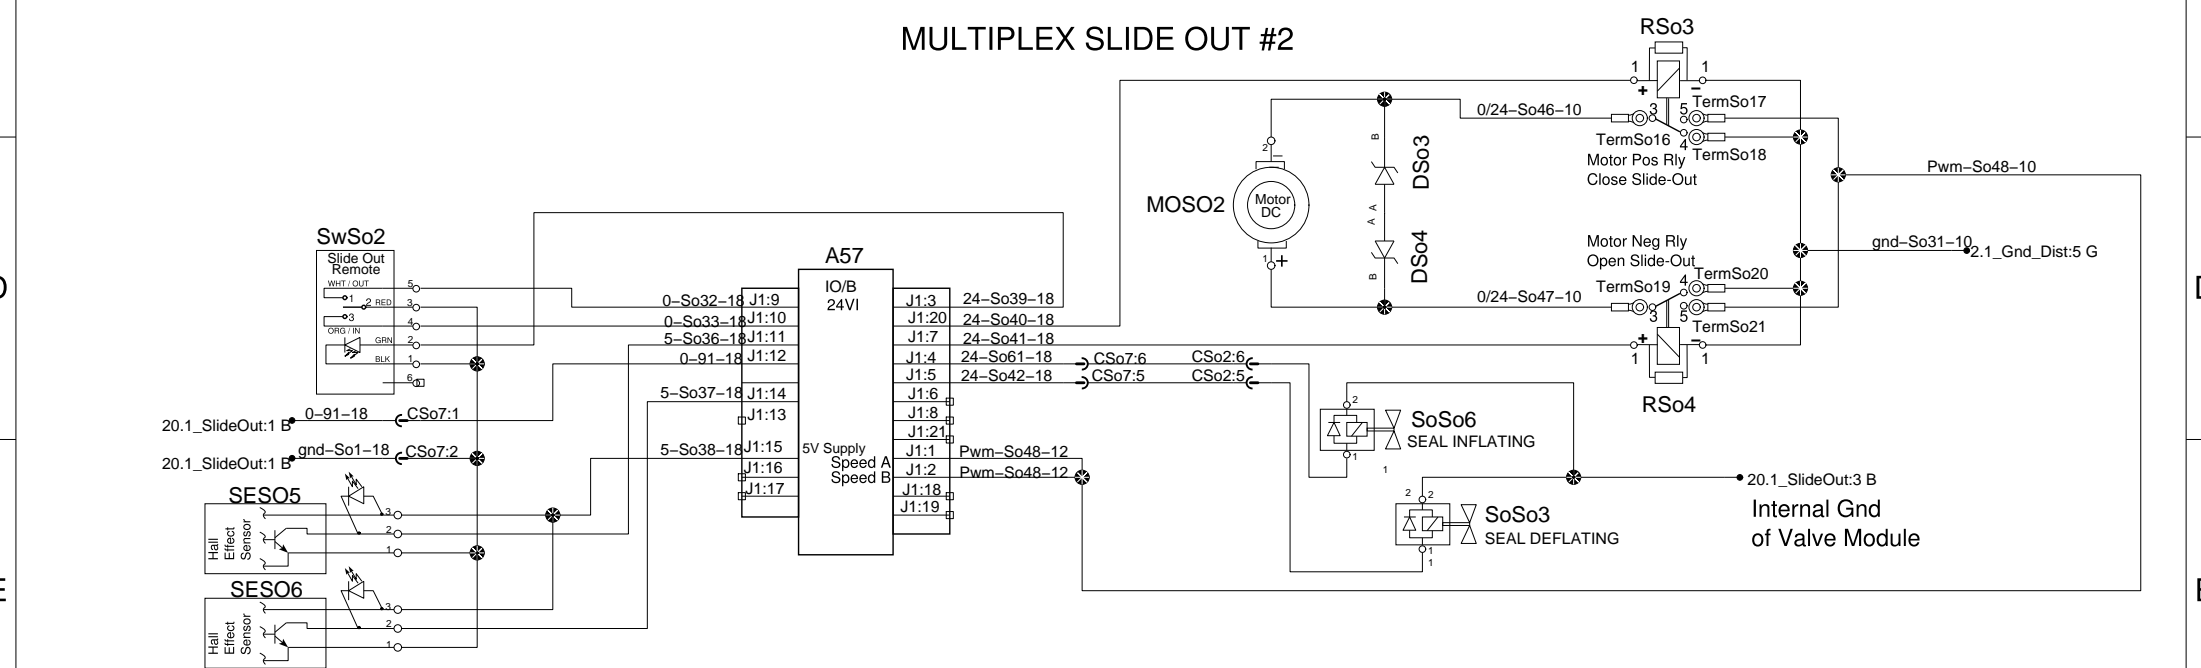 MULTIPLEX SLIDE OUT #2
RSo3
1
1
+
−
3
5
4
TermSo17
TermSo16
TermSo18
Motor Pos Rly
Close Slide-Out
0/24−So46−10
Pwm−So48−10
gnd−So31−10
2.1_Gnd_Dist:5 G
Motor Neg Rly
Open Slide-Out
TermSo20
TermSo19
4
3
5
TermSo21
0/24−So47−10
+
−
1
1
RSo4
MOSO2
Motor
DC
2
−
1
+
B
DSo3
A
A
DSo4
B
SwSo2
Slide Out
Remote
WHT / OUT
5
1
2
RED
3
3
4
ORG / IN
GRN
2
BLK
1
6
A57
IO/B
24VI
5V Supply
Speed A
Speed B
0−So32−18
J1:9
0−So33−18
J1:10
5−So36−18
J1:11
0−91−18
J1:12
5−So37−18
J1:14
J1:13
5−So38−18
J1:15
J1:16
J1:17
J1:3
24−So39−18
J1:20
24−So40−18
J1:7
24−So41−18
J1:4
24−So61−18
CSo7:6
CSo2:6
J1:5
24−So42−18
CSo7:5
CSo2:5
J1:6
J1:8
J1:21
J1:1
Pwm−So48−12
J1:2
Pwm−So48−12
J1:18
J1:19
20.1_SlideOut:1 B
0−91−18
CSo7:1
20.1_SlideOut:1 B
gnd−So1−18
CSo7:2
SESO5
Hall
Effect
Sensor
3
2
1
SESO6
Hall
Effect
Sensor
3
2
1
2
SoSo6
SEAL INFLATING
1
1
2
2
SoSo3
SEAL DEFLATING
1
1
20.1_SlideOut:3 B
Internal Gnd
of Valve Module
D
E